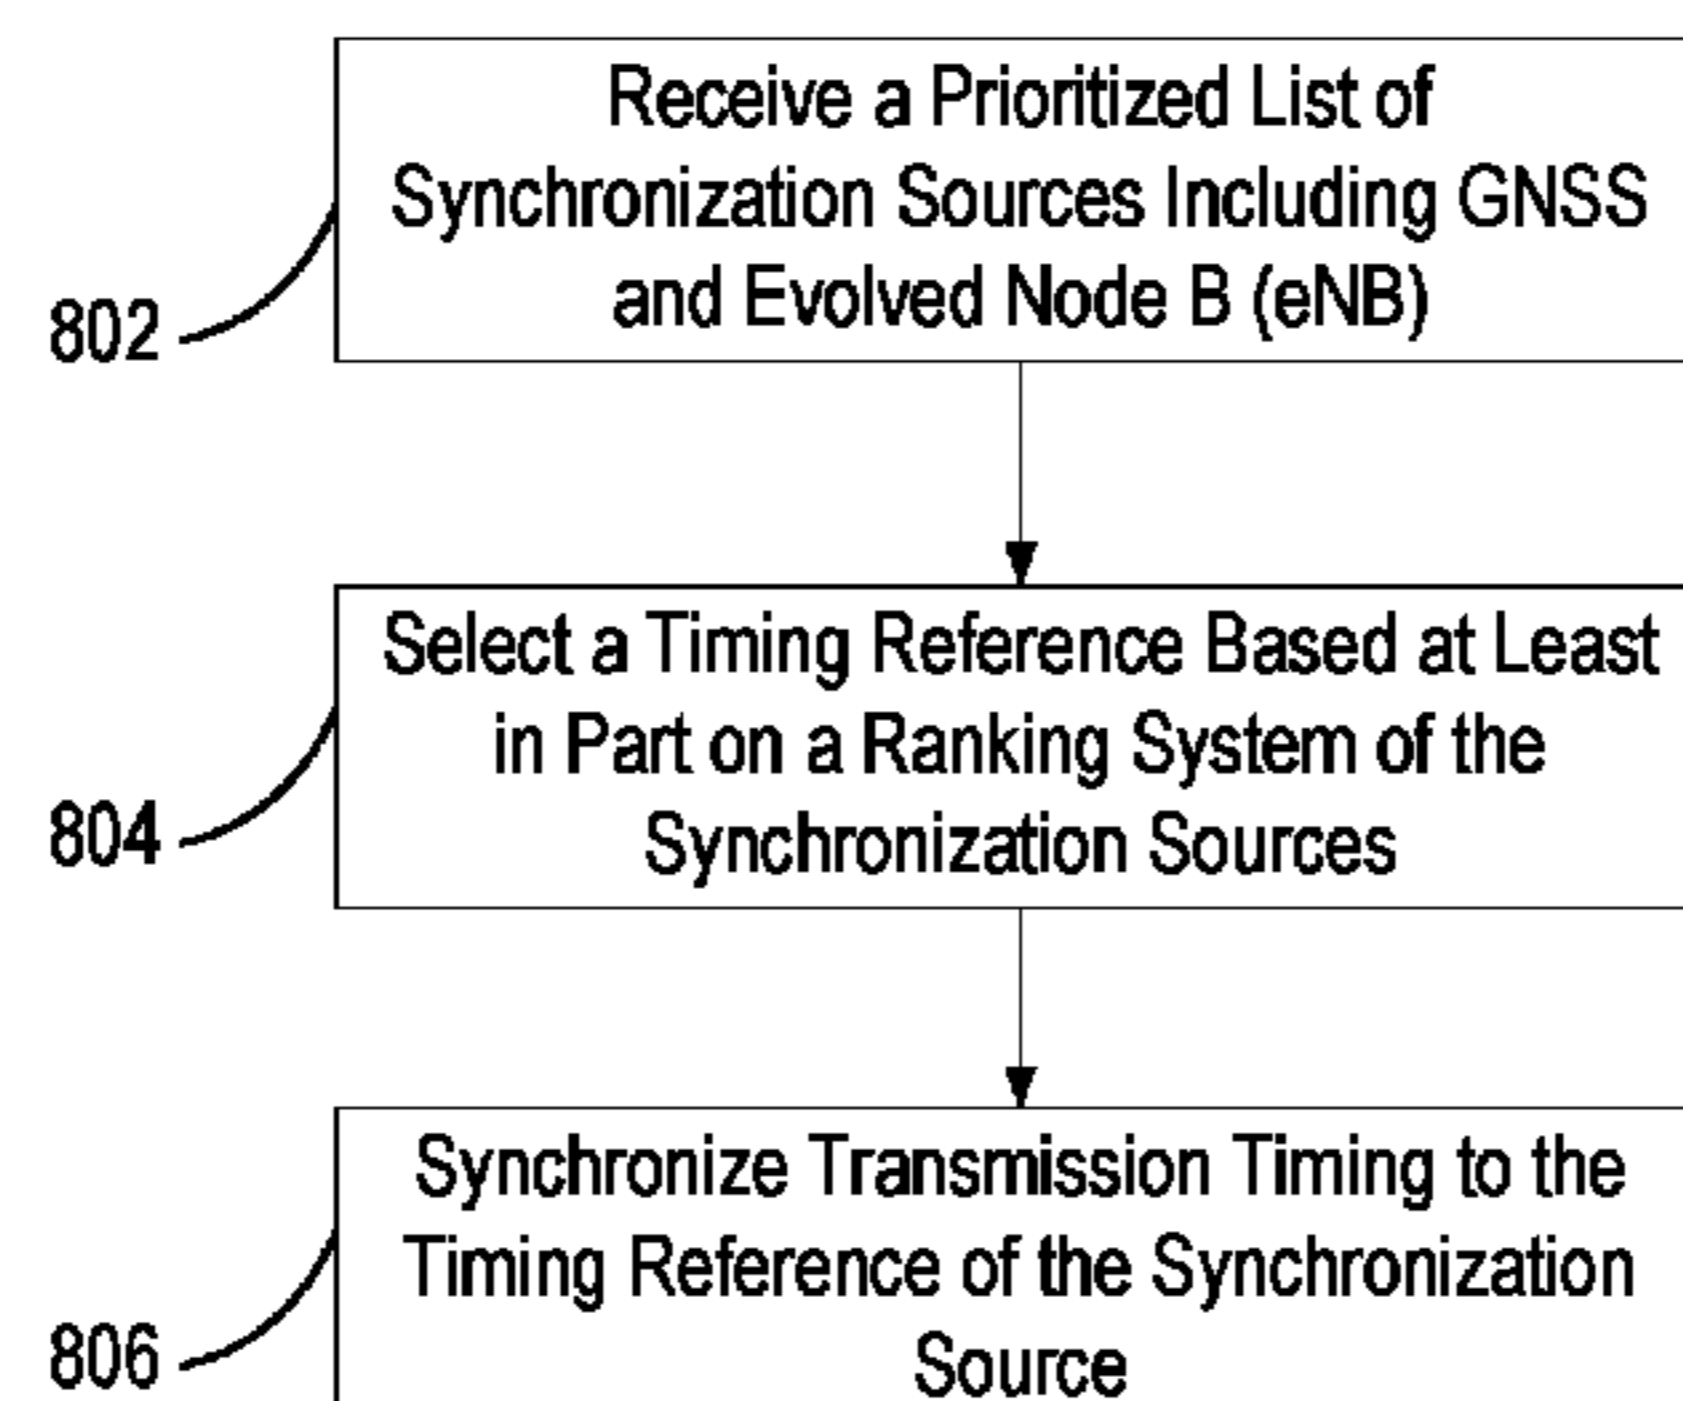 Receive a Prioritized List of
Synchronization Sources Including GNSS
and Evolved Node B (eNB)
802
Select a Timing Reference Based at Least
in Part on a Ranking System of the
Synchronization Sources
804
Synchronize Transmission Timing to the
Timing Reference of the Synchronization
Source
806